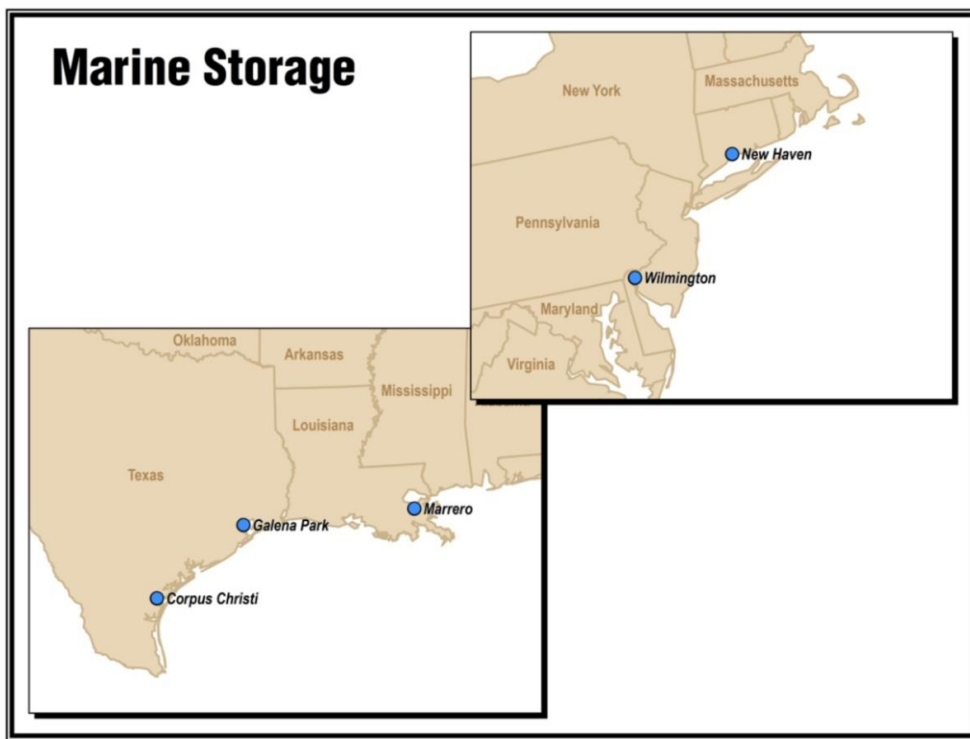 Marine Storage
New York
Massachusetts
New Haven
Pennsylvania
Wilmington
Maryland
Virginia
Oklahoma
Arkansas
Mississippi
Louisiana
Texas
Marrero
Galena Park
Corpus Christi